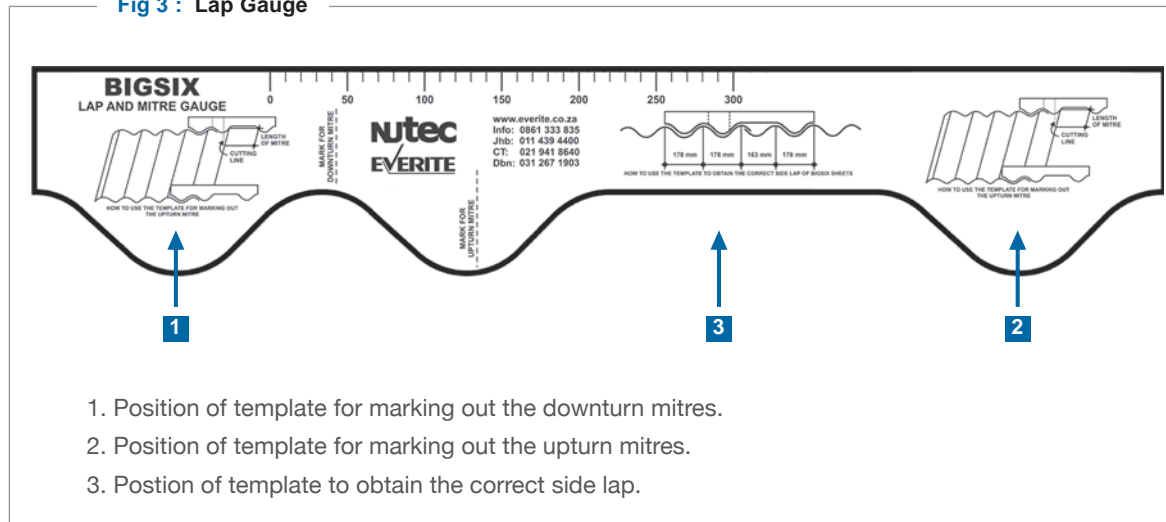 Fig 3 : Lap Gauge
BIGSIX
LAP AND MITRE GAUGE
LENGTH
OF MITRE
CUTTING
LINE
HOW TO USE THE TEMPLATE FOR MARKING OUT
THE UPTURN MITRE
0 50 100 150 200 250 300
MARK FOR
DOWNTURN MITRE
NUTEC
EVERITE
MARK FOR
UPTURN MITRE
www.everite.co.za
Info: 0861 333 835
Jhb: 011 439 4400
CT: 021 941 8640
Dbn: 031 267 1903
178 mm 178 mm 163 mm 178 mm
HOW TO USE THE TEMPLATE TO OBTAIN THE CORRECT SIDE LAP OF BIGSIX SHEETS
LENGTH
OF MITRE
CUTTING
LINE
HOW TO USE THE TEMPLATE FOR MARKING OUT
THE UPTURN MITRE
1
3
2
1. Position of template for marking out the downturn mitres.
2. Position of template for marking out the upturn mitres.
3. Postion of template to obtain the correct side lap.